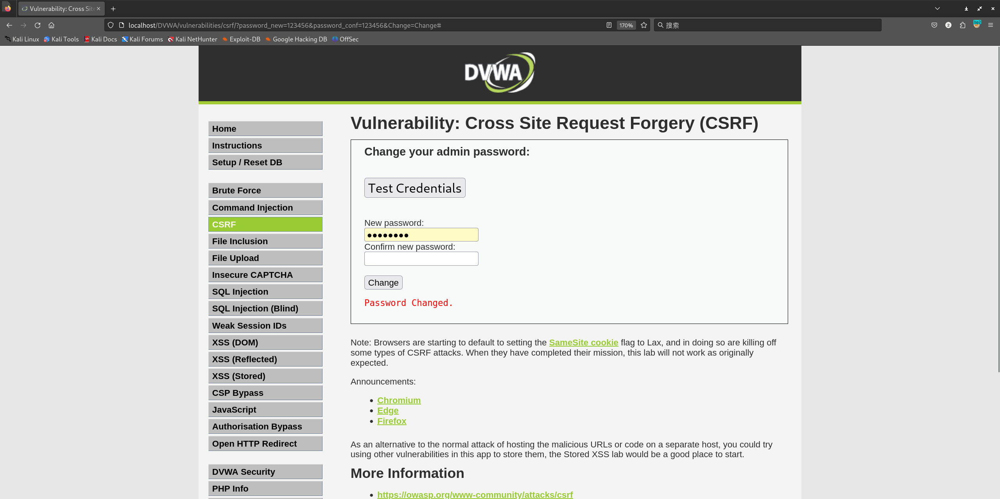 Vulnerability: Cross Site
localhost/DVWA/vulnerabilities/csrf/?password_new=123456&password_conf=123456&Change=Change#
170%
搜索
2
bp2
Kali Linux
Kali Tools
Kali Docs
Kali Forums
Kali NetHunter
Exploit-DB
Google Hacking DB
OffSec
DVWA
Home
Instructions
Setup / Reset DB
Brute Force
Command Injection
CSRF
File Inclusion
File Upload
Insecure CAPTCHA
SQL Injection
SQL Injection (Blind)
Weak Session IDs
XSS (DOM)
XSS (Reflected)
XSS (Stored)
CSP Bypass
JavaScript
Authorisation Bypass
Open HTTP Redirect
DVWA Security
PHP Info
Vulnerability: Cross Site Request Forgery (CSRF)
Change your admin password:
Test Credentials
New password:
●●●●●●●●
Confirm new password:
Change
Password Changed.
Note: Browsers are starting to default to setting the SameSite cookie flag to Lax, and in doing so are killing off
some types of CSRF attacks. When they have completed their mission, this lab will not work as originally
expected.
Announcements:
• Chromium
• Edge
• Firefox
As an alternative to the normal attack of hosting the malicious URLs or code on a separate host, you could try
using other vulnerabilities in this app to store them, the Stored XSS lab would be a good place to start.
More Information
• https://owasp.org/www-community/attacks/csrf